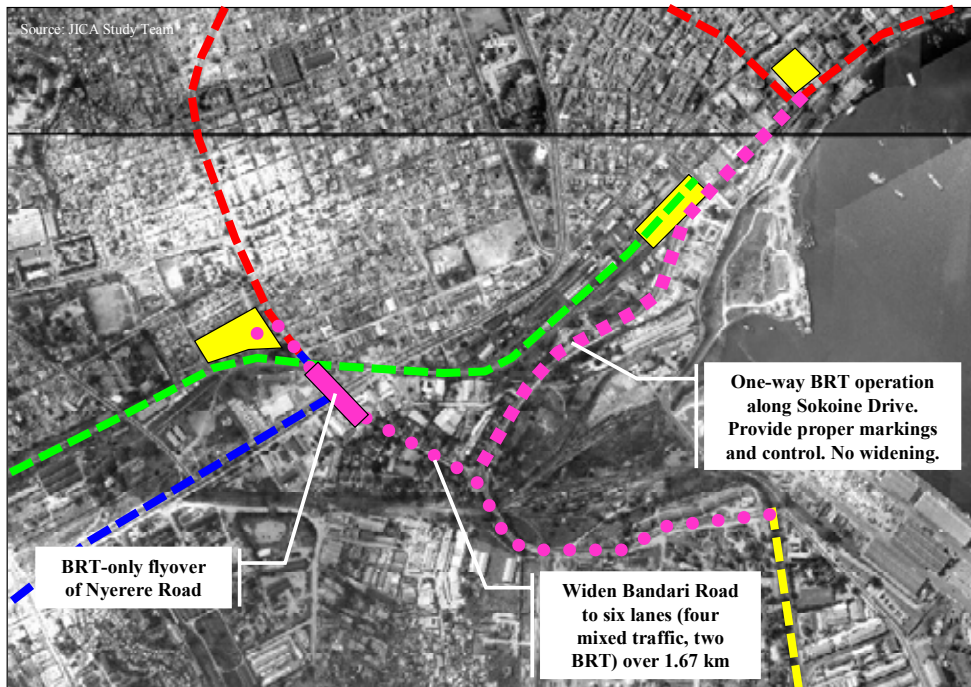 Source: JICA Study Team
One-way BRT operation
along Sokoine Drive.
Provide proper markings
and control. No widening.
BRT-only flyover
of Nyerere Road
Widen Bandari Road
to six lanes (four
mixed traffic, two
BRT) over 1.67 km